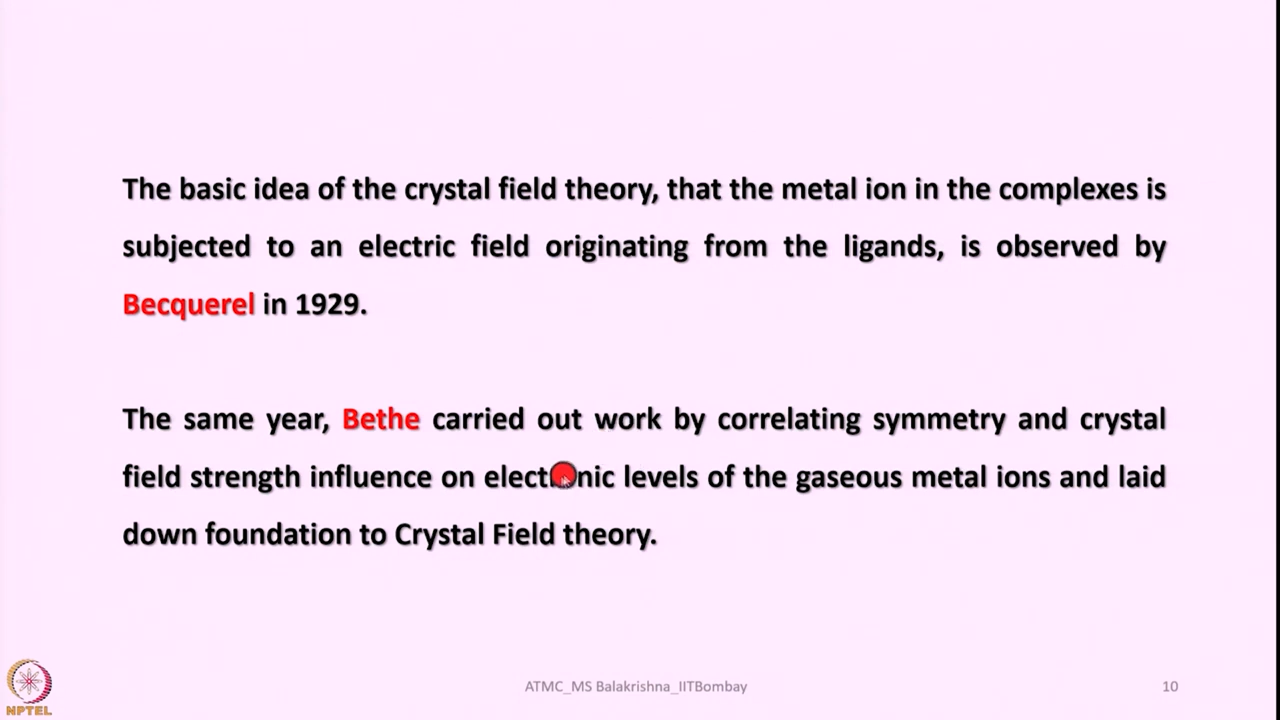 The basic idea of the crystal field theory, that the metal ion in the complexes is
subjected to an electric field originating from the ligands, is observed by
Becquerel in 1929.
The same year, Bethe carried out work by correlating symmetry and crystal
field strength influence on electronic levels of the gaseous metal ions and laid
down foundation to Crystal Field theory.
NPTEL
ATMC_MS Balakrishna_IITBombay
10